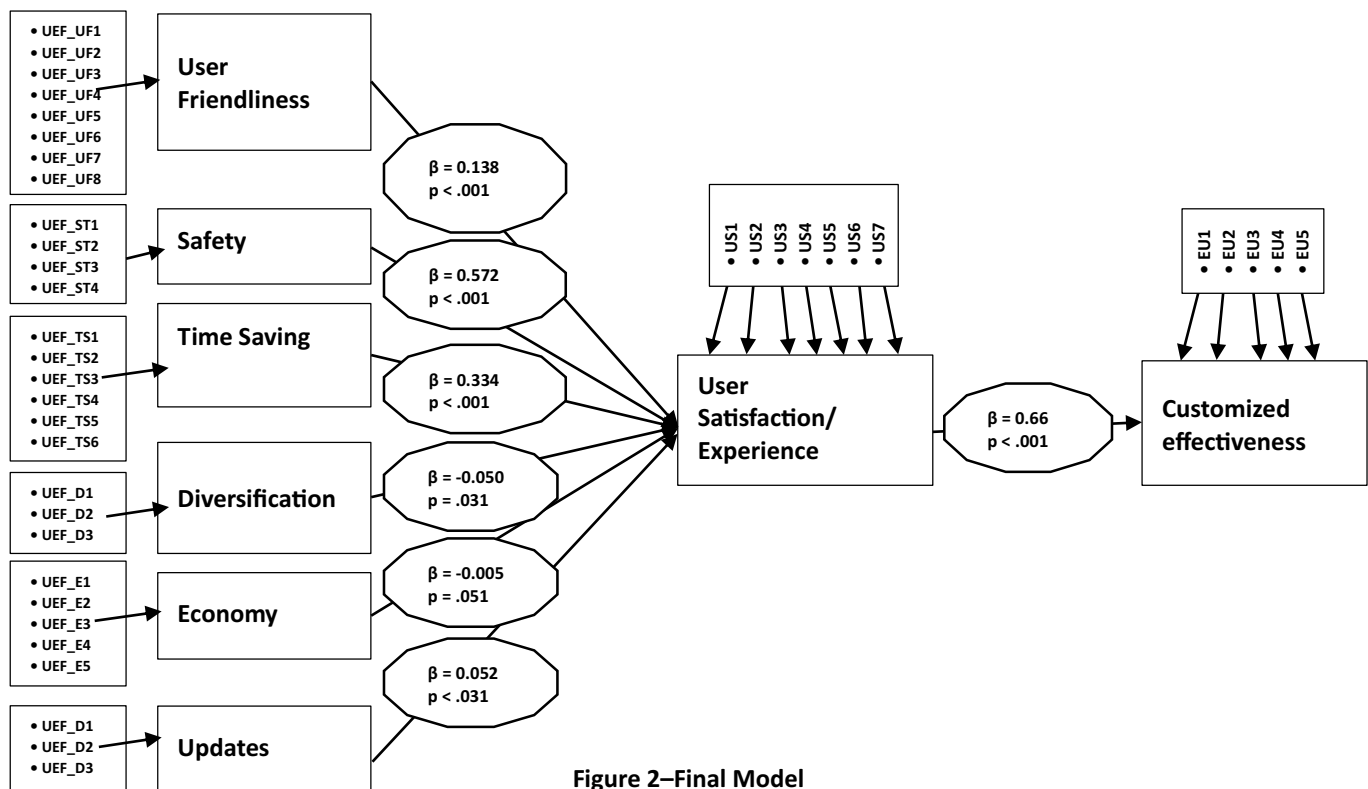 • UEF_UF1
• UEF_UF2
• UEF_UF3
• UEF_UF4
• UEF_UF5
• UEF_UF6
• UEF_UF7
• UEF_UF8
User
Friendliness
β = 0.138
p < .001
• UEF_ST1
• UEF_ST2
• UEF_ST3
• UEF_ST4
Safety
β = 0.572
p < .001
• UEF_TS1
• UEF_TS2
• UEF_TS3
• UEF_TS4
• UEF_TS5
• UEF_TS6
Time Saving
β = 0.334
p < .001
• UEF_D1
• UEF_D2
• UEF_D3
Diversification
β = -0.050
p = .031
• UEF_E1
• UEF_E2
• UEF_E3
• UEF_E4
• UEF_E5
Economy
β = -0.005
p = .051
• UEF_D1
• UEF_D2
• UEF_D3
Updates
β = 0.052
p < .031
• US1
• US2
• US3
• US4
• US5
• US6
• US7
User
Satisfaction/
Experience
β = 0.66
p < .001
• EU1
• EU2
• EU3
• EU4
• EU5
Customized
effectiveness
Figure 2–Final Model